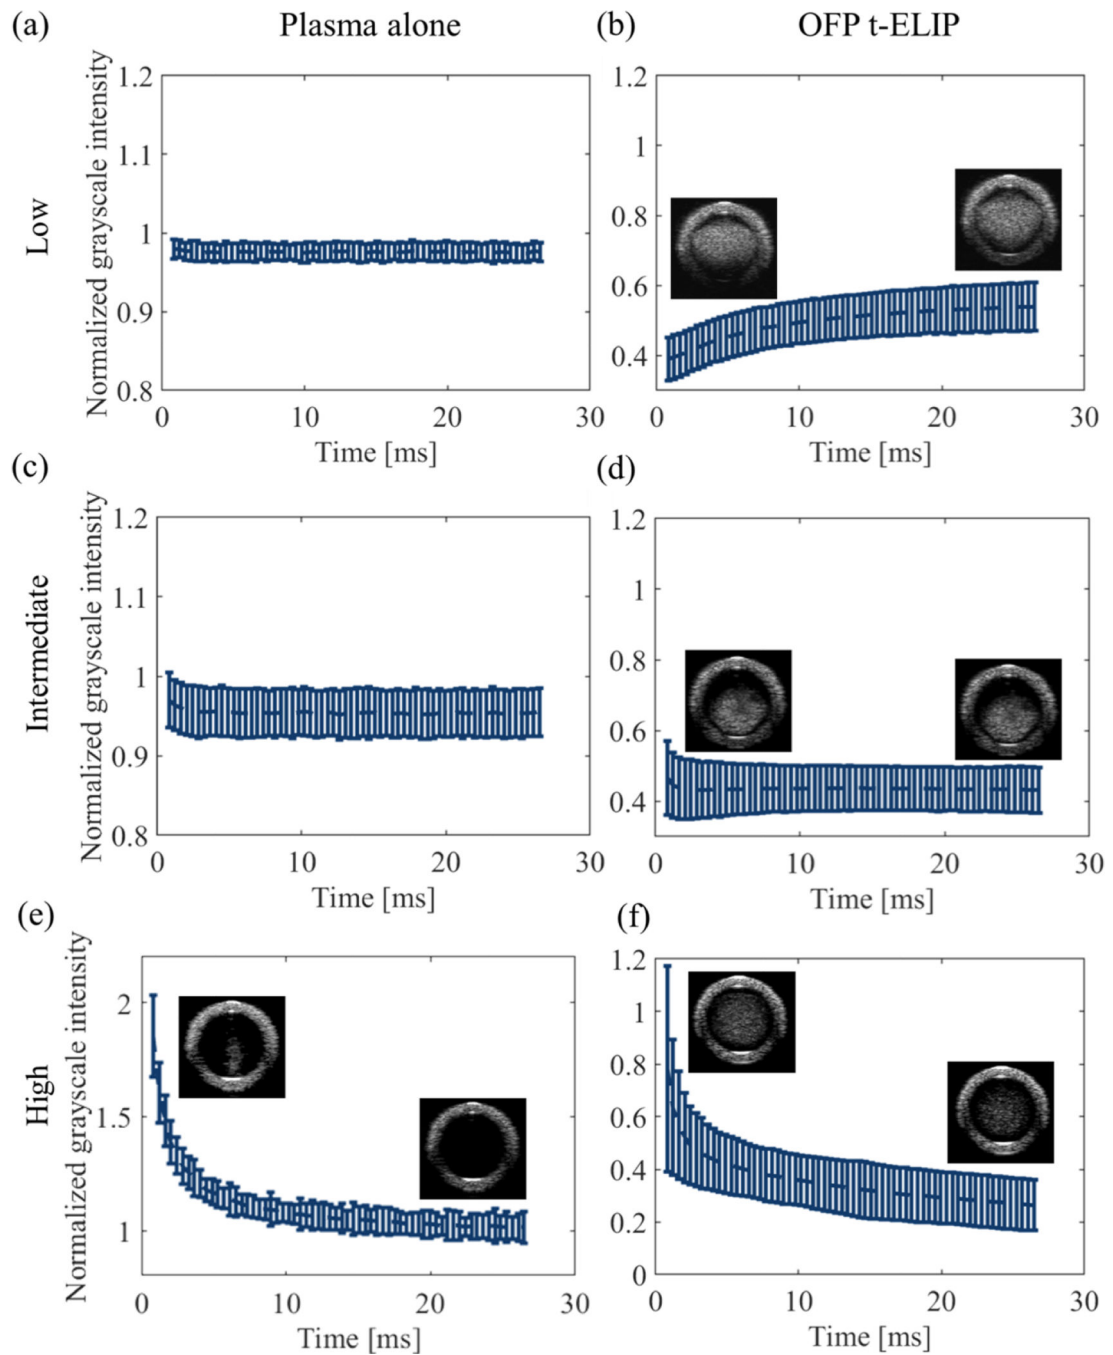 (a) Plasma alone (b) OFP t-ELIP
Low
Normalized grayscale intensity
1.2
1.1
1
0.9
0.8
0 10 20 30
Time [ms]
1.2
1
0.8
0.6
0.4
0 10 20 30
Time [ms]
(c) (d)
Intermediate
Normalized grayscale intensity
1.2
1.1
1
0.9
0.8
0 10 20 30
Time [ms]
1.2
1
0.8
0.6
0.4
0 10 20 30
Time [ms]
(e) (f)
High
Normalized grayscale intensity
2
1.5
1
0 10 20 30
Time [ms]
1.2
1
0.8
0.6
0.4
0.2
0
0 10 20 30
Time [ms]